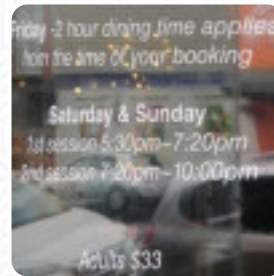 Friday -2 hour dining time applies
from the time of your booking
Saturday & Sunday
1st session 5:30pm-7:20pm
2nd session 7:20pm-10:00pm
Adults $33